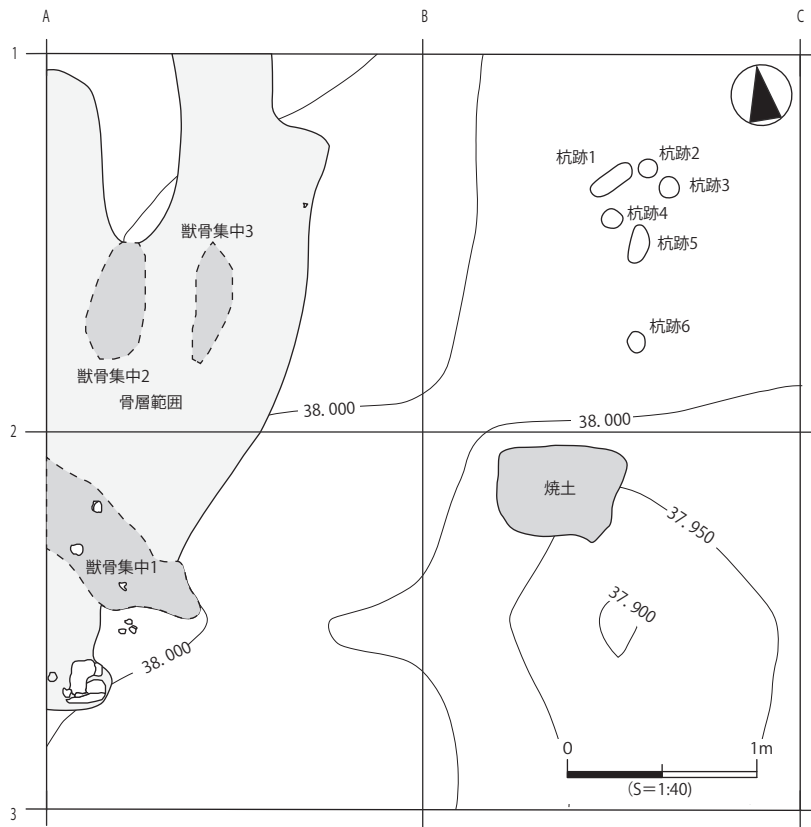 A
B
C
1
杭跡1
杭跡2
杭跡3
杭跡4
杭跡5
杭跡6
獣骨集中3
獣骨集中2
骨層範囲
38.000
38.000
2
焼土
37.950
獣骨集中1
37.900
38.000
0
1m
(S=1:40)
3